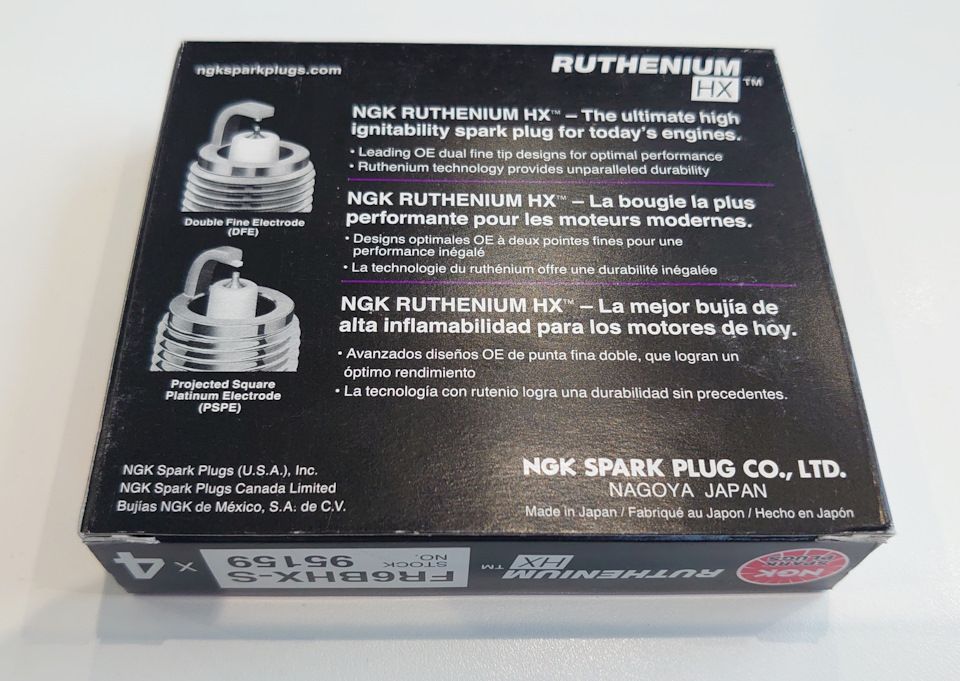 ngksparkplugs.com
RUTHENIUM
HX™
NGK RUTHENIUM HX™ – The ultimate high
ignitability spark plug for today's engines.
• Leading OE dual fine tip designs for optimal performance
• Ruthenium technology provides unparalleled durability
Double Fine Electrode
(DFE)
NGK RUTHENIUM HX™ – La bougie la plus
performante pour les moteurs modernes.
• Designs optimales OE à deux pointes fines pour une
performance inégalé
• La technologie du ruthénium offre une durabilité inégalée
NGK RUTHENIUM HX™ – La mejor bujía de
alta inflamabilidad para los motores de hoy.
• Avanzados diseños OE de punta fina doble, que logran un
óptimo rendimiento
• La tecnología con rutenio logra una durabilidad sin precedentes.
Projected Square
Platinum Electrode
(PSPE)
NGK Spark Plugs (U.S.A.), Inc.
NGK Spark Plugs Canada Limited
Bujías NGK de México, S.A. de C.V.
NGK SPARK PLUG CO., LTD.
NAGOYA JAPAN
Made in Japan / Fabriqué au Japon / Hecho en Japón
NGK
SPARK
PLUGS
RUTHENIUM
HX™
FR6BHX-S
STOCK
NO. 95159
× 4